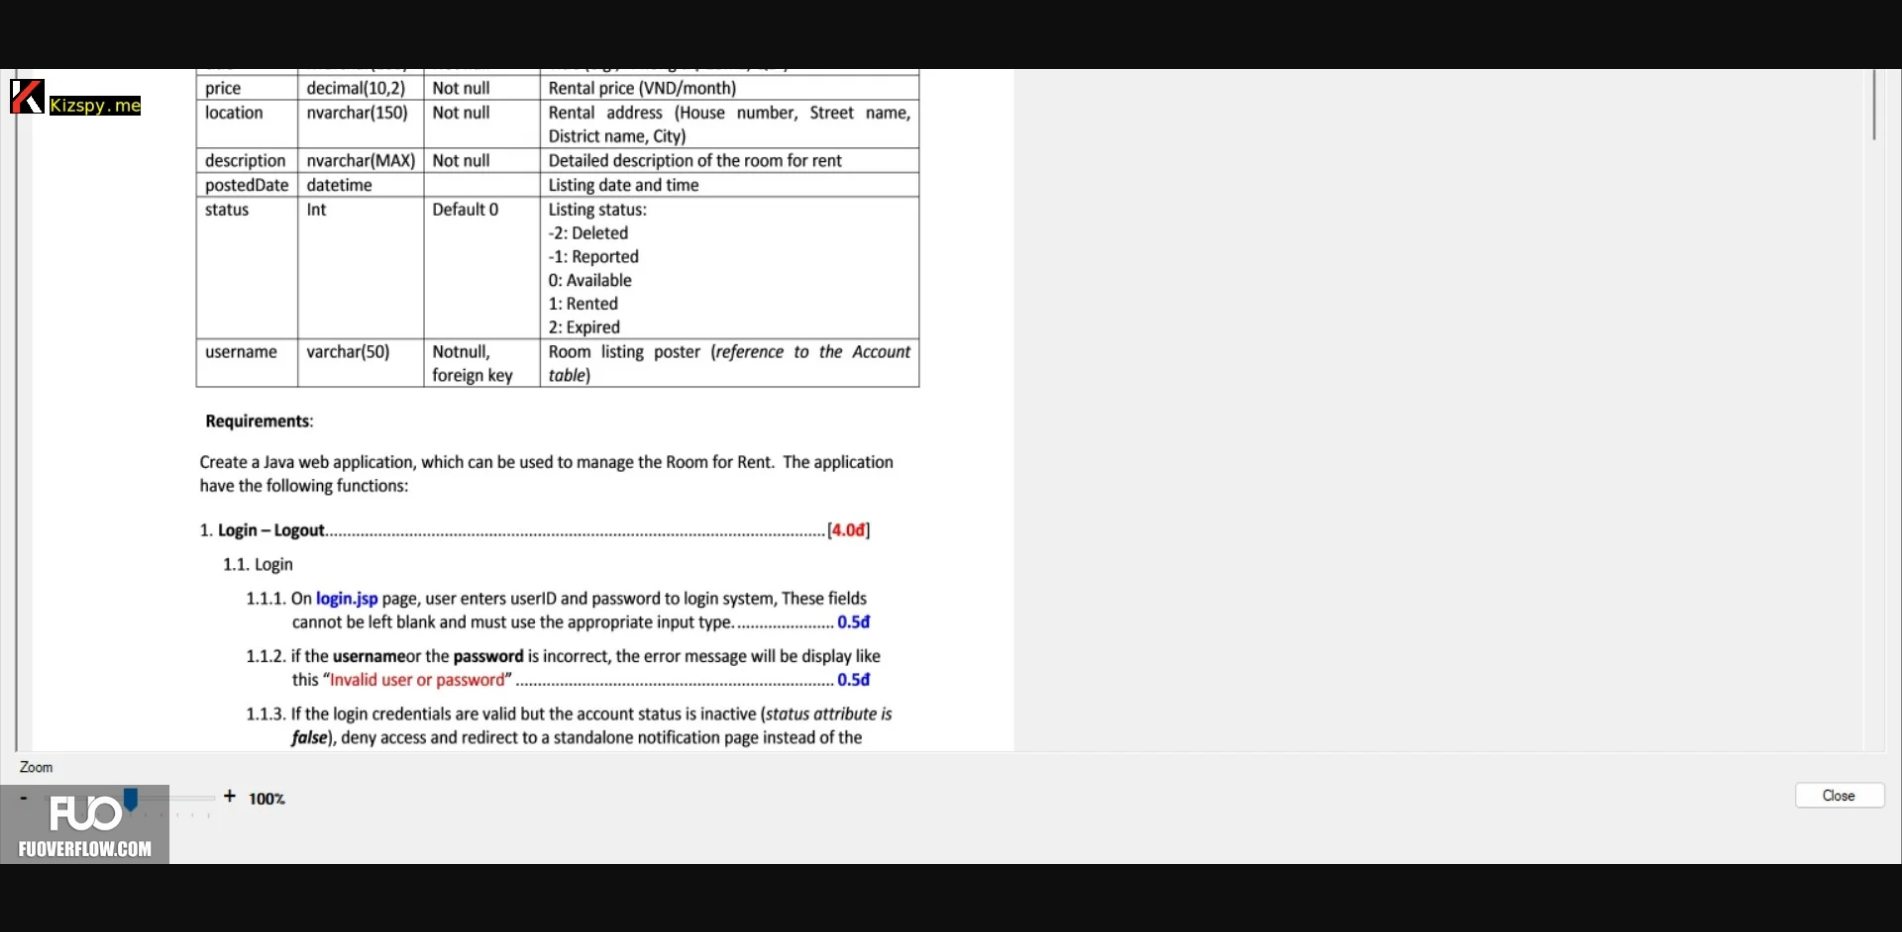 Kizspy.me
price decimal(10,2) Not null Rental price (VND/month)
location nvarchar(150) Not null Rental address (House number, Street name,
District name, City)
description nvarchar(MAX) Not null Detailed description of the room for rent
postedDate datetime Listing date and time
status Int Default 0 Listing status:
-2: Deleted
-1: Reported
0: Available
1: Rented
2: Expired
username varchar(50) Notnull, Room listing poster (reference to the Account
foreign key table)
Requirements:
Create a Java web application, which can be used to manage the Room for Rent. The application
have the following functions:
1. Login – Logout....................................................................................................................[4.0đ]
1.1. Login
1.1.1. On login.jsp page, user enters userID and password to login system, These fields
cannot be left blank and must use the appropriate input type....................... 0.5đ
1.1.2. if the usernameor the password is incorrect, the error message will be display like
this “Invalid user or password” .......................................................................... 0.5đ
1.1.3. If the login credentials are valid but the account status is inactive (status attribute is
false), deny access and redirect to a standalone notification page instead of the
Zoom
- + 100%
Close
FUO
FUOVERFLOW.COM